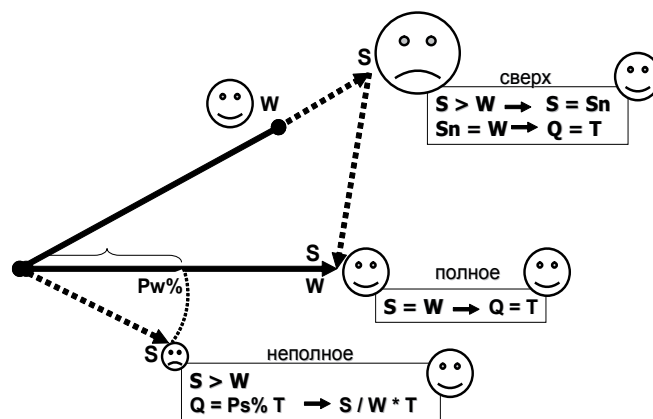 S
сверх
W
S > W → S = Sn
Sn = W → Q = T
S
W
Pw%
полное
S = W → Q = T
S
неполное
S > W
Q = Ps% T → S / W * T